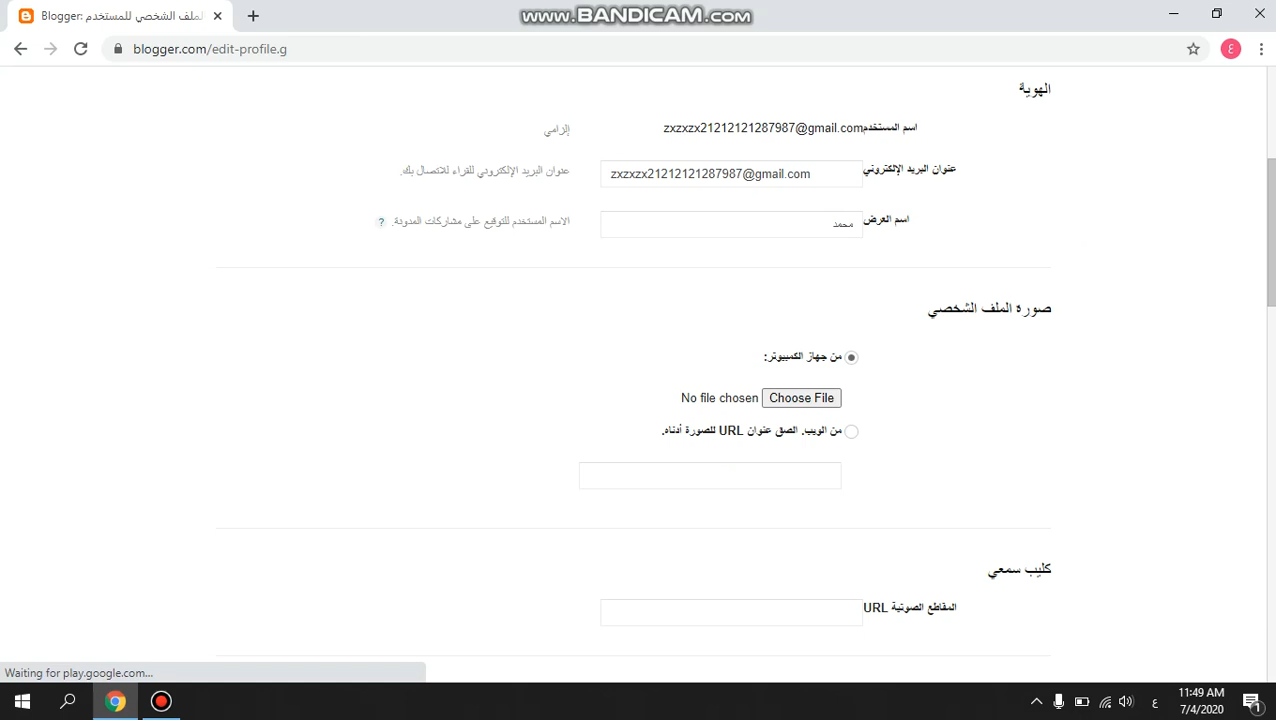 Blogger: الملف الشخصي للمستخدم
www.BANDICAM.com
blogger.com/edit-profile.g
ع
الهوية
اسم المستخدم zxzxzx21212121287987@gmail.com إلزامي
عنوان البريد الإلكتروني zxzxzx21212121287987@gmail.com عنوان البريد الإلكتروني للقراء للاتصال بك.
اسم العرض محمد الاسم المستخدم للتوقيع على مشاركات المدونة. ?
صورة الملف الشخصي
من جهاز الكمبيوتر:
Choose File No file chosen
من الويب. الصق عنوان URL للصورة أدناه.
كليب سمعي
المقاطع الصوتية URL
Waiting for play.google.com...
ع
11:49 AM
7/4/2020
1